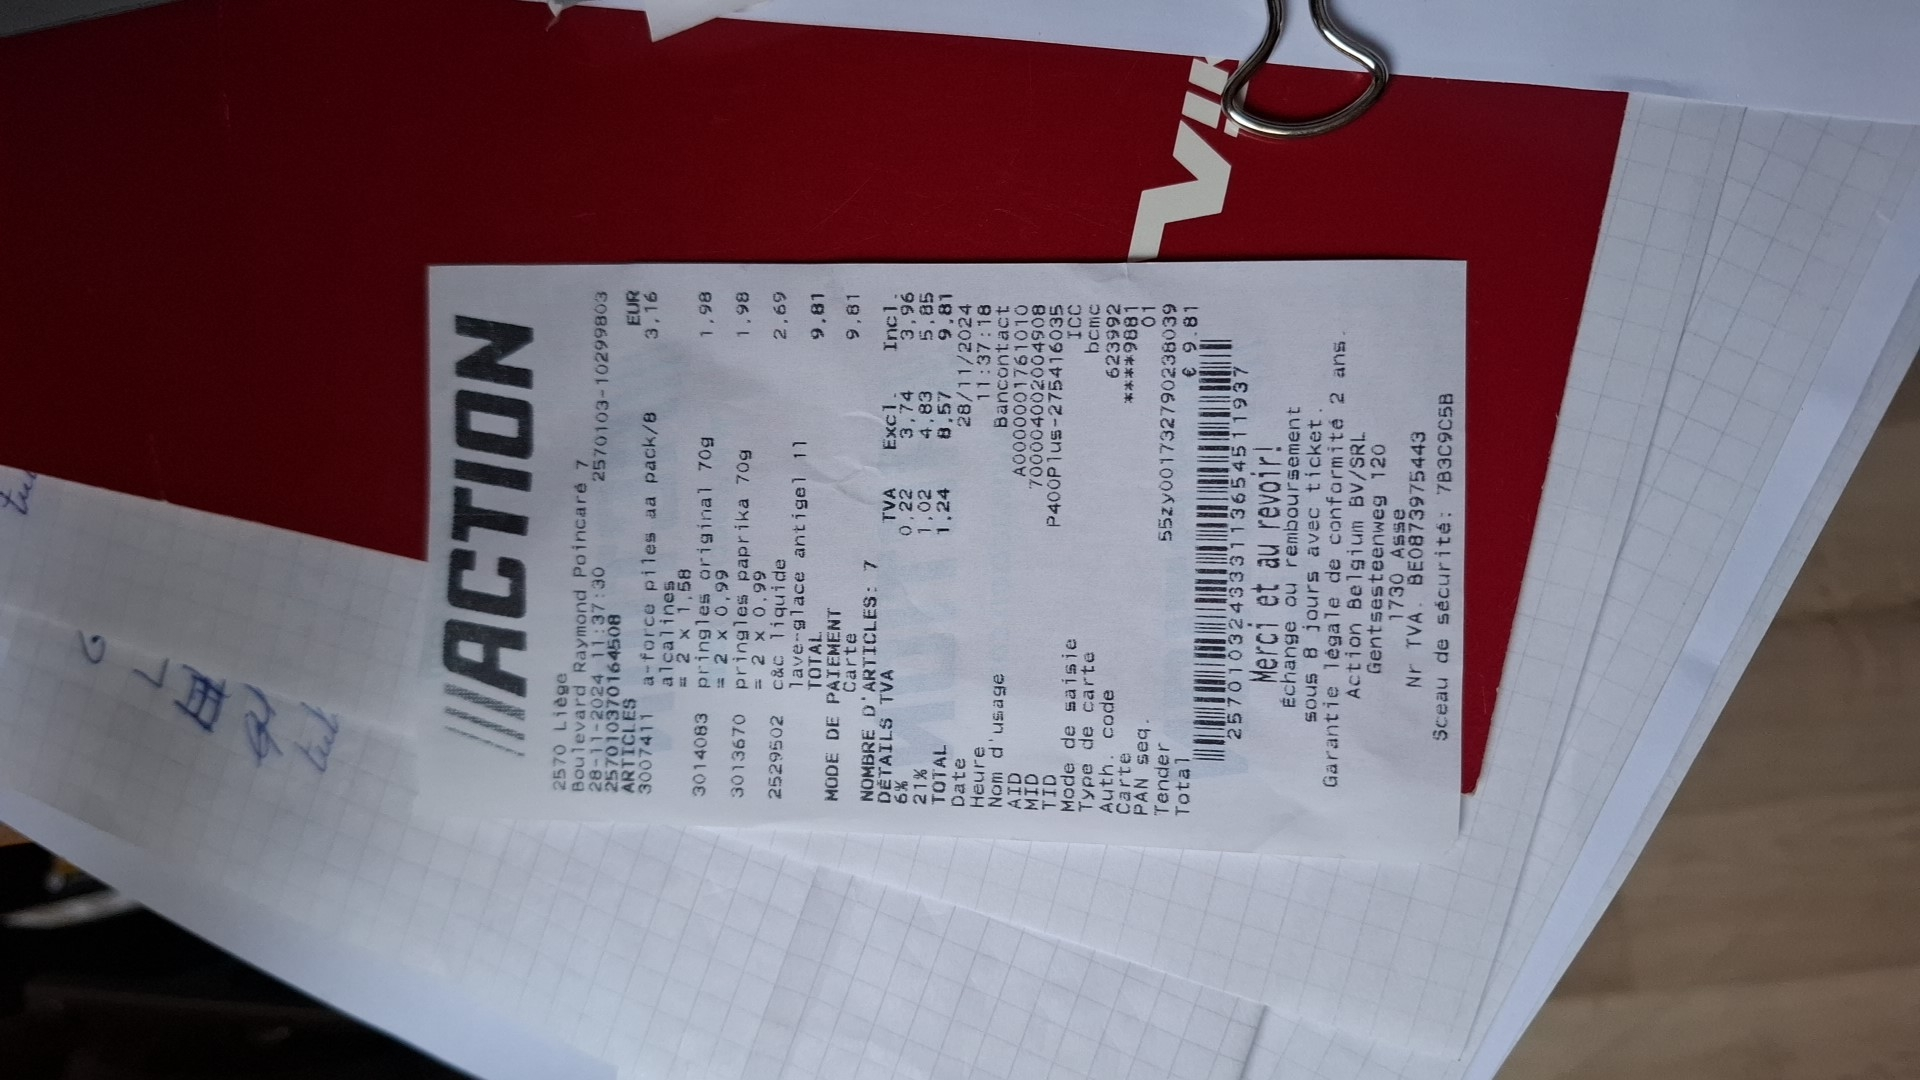 ACTION
2570 Liège
Boulevard Raymond Poincaré 7
28-11-2024 11:37:30 2570103-10299803
257010370164508
ARTICLES EUR
3007411 a-force piles aa pack/8 3,16
alcalines
= 2 x 1,58
3014083 pringles original 70g 1,98
= 2 x 0,99
3013670 pringles paprika 70g 1,98
= 2 x 0,99
2529502 c&c liquide 2,69
lave-glace antigel 1l
TOTAL 9,81
MODE DE PAIEMENT
Carte 9,81
NOMBRE D'ARTICLES: 7
DÉTAILS TVA TVA Excl. Incl.
6% 0,22 3,74 3,96
21% 1,02 4,83 5,85
TOTAL 1,24 8,57 9,81
Date 28/11/2024
Heure 11:37:18
Nom d'usage Bancontact
AID A0000001761010
MID 700004002004908
TID P400Plus-275416035
Mode de saisie ICC
Type de carte bcmc
Auth. code 623992
Carte ****9881
PAN seq. 01
Tender 55zy001732790238039
Total € 9.81
257010324333113654511937
Merci et au revoir!
Échange ou remboursement
sous 8 jours avec ticket.
Garantie légale de conformité 2 ans.
Action Belgium BV/SRL
Gentsesteenweg 120
1730 Asse
Nr TVA. BE0873975443
Sceau de sécurité: 7B3C9C5B